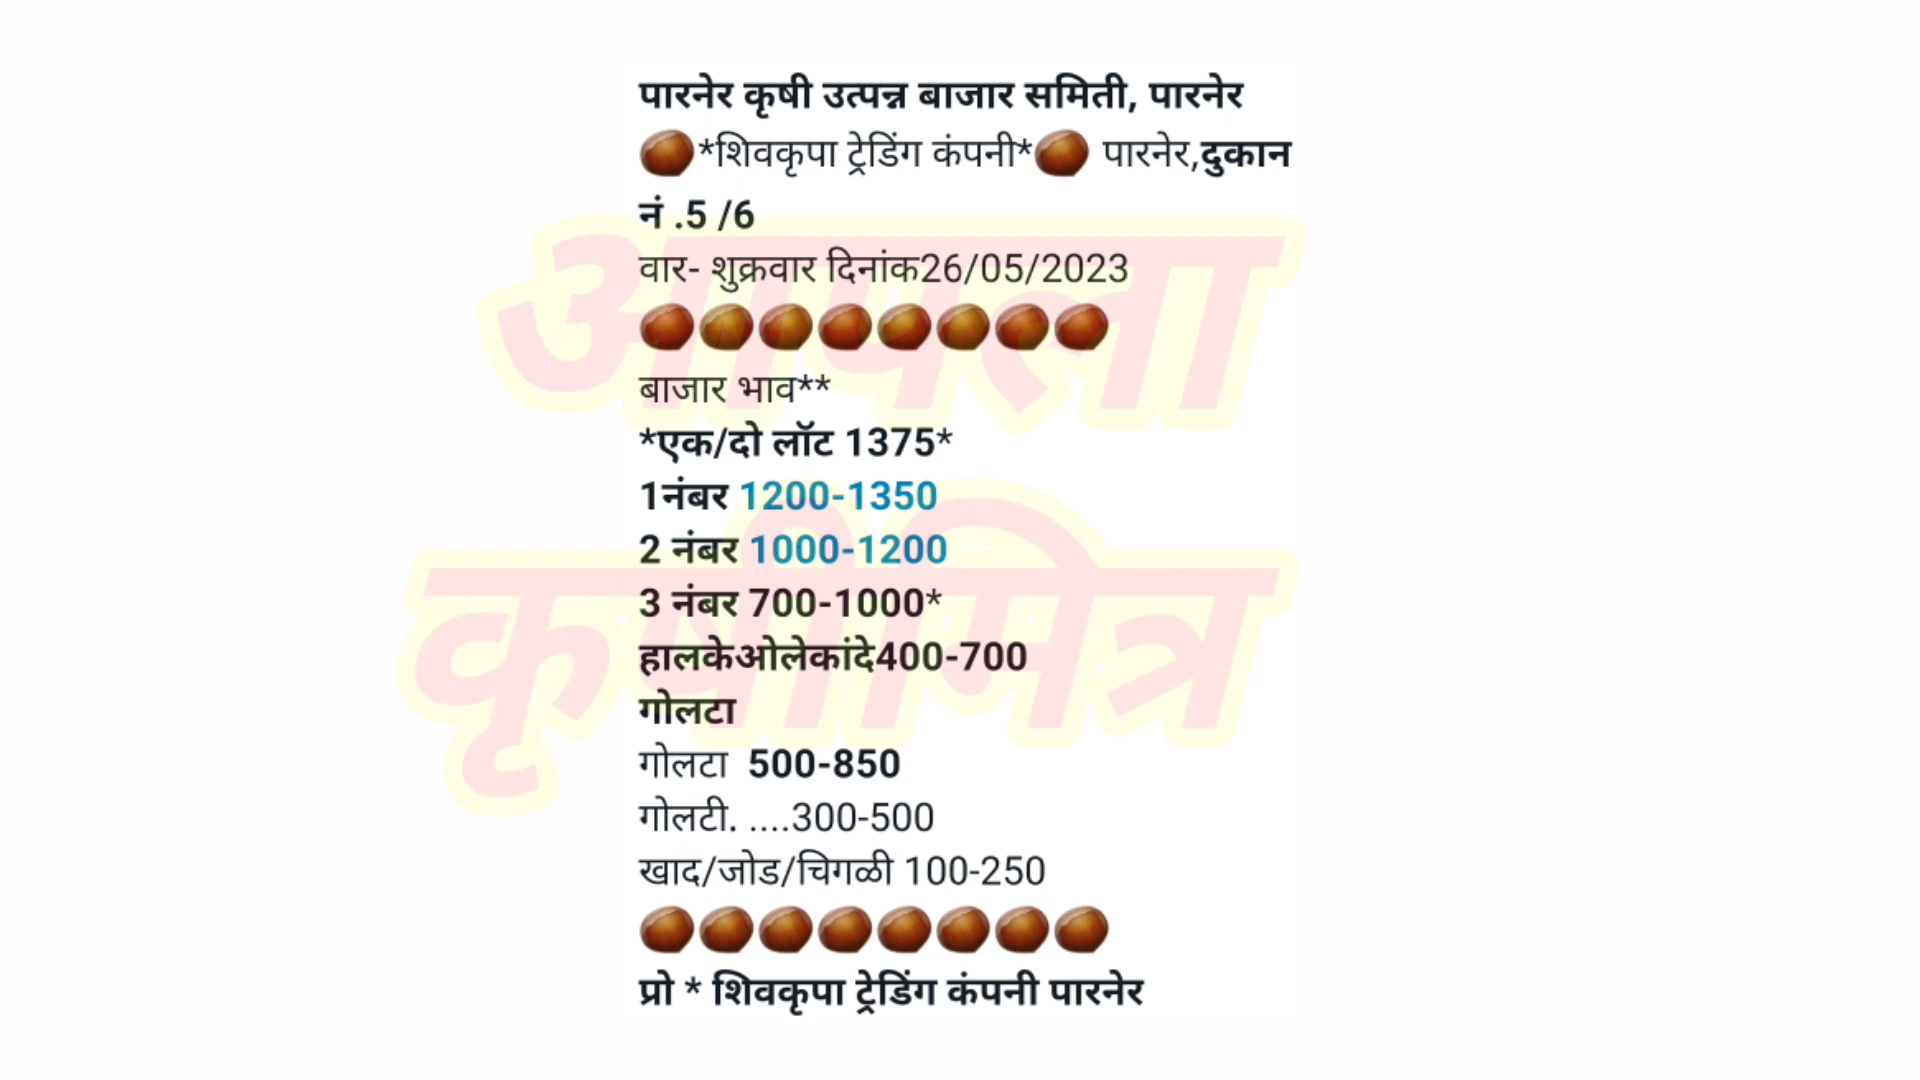 पारनेर कृषी उत्पन्न बाजार समिती, पारनेर
🌰*शिवकृपा ट्रेडिंग कंपनी*🌰 पारनेर,दुकान
नं .5 /6
वार- शुक्रवार दिनांक26/05/2023
🌰🌰🌰🌰🌰🌰🌰🌰
बाजार भाव**
*एक/दो लॉट 1375*
1नंबर 1200-1350
2 नंबर 1000-1200
3 नंबर 700-1000*
हालकेओलेकांदे400-700
गोलटा
गोलटा 500-850
गोलटी. ....300-500
खाद/जोड/चिगळी 100-250
🌰🌰🌰🌰🌰🌰🌰🌰
प्रो * शिवकृपा ट्रेडिंग कंपनी पारनेर
आपला
कृषीमित्र